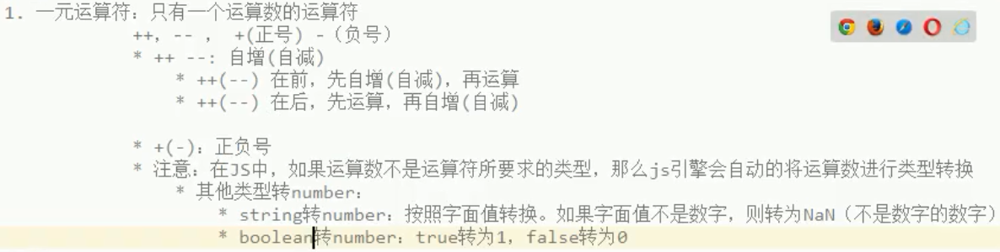 1. 一元运算符：只有一个运算数的运算符
++，-- ， +(正号) -（负号）
* ++ --: 自增(自减)
* ++(--) 在前，先自增(自减)，再运算
* ++(--) 在后，先运算，再自增(自减)
* +(-)：正负号
* 注意：在JS中，如果运算数不是运算符所要求的类型，那么js引擎会自动的将运算数进行类型转换
* 其他类型转number：
* string转number：按照字面值转换。如果字面值不是数字，则转为NaN（不是数字的数字）
* boolean转number：true转为1，false转为0